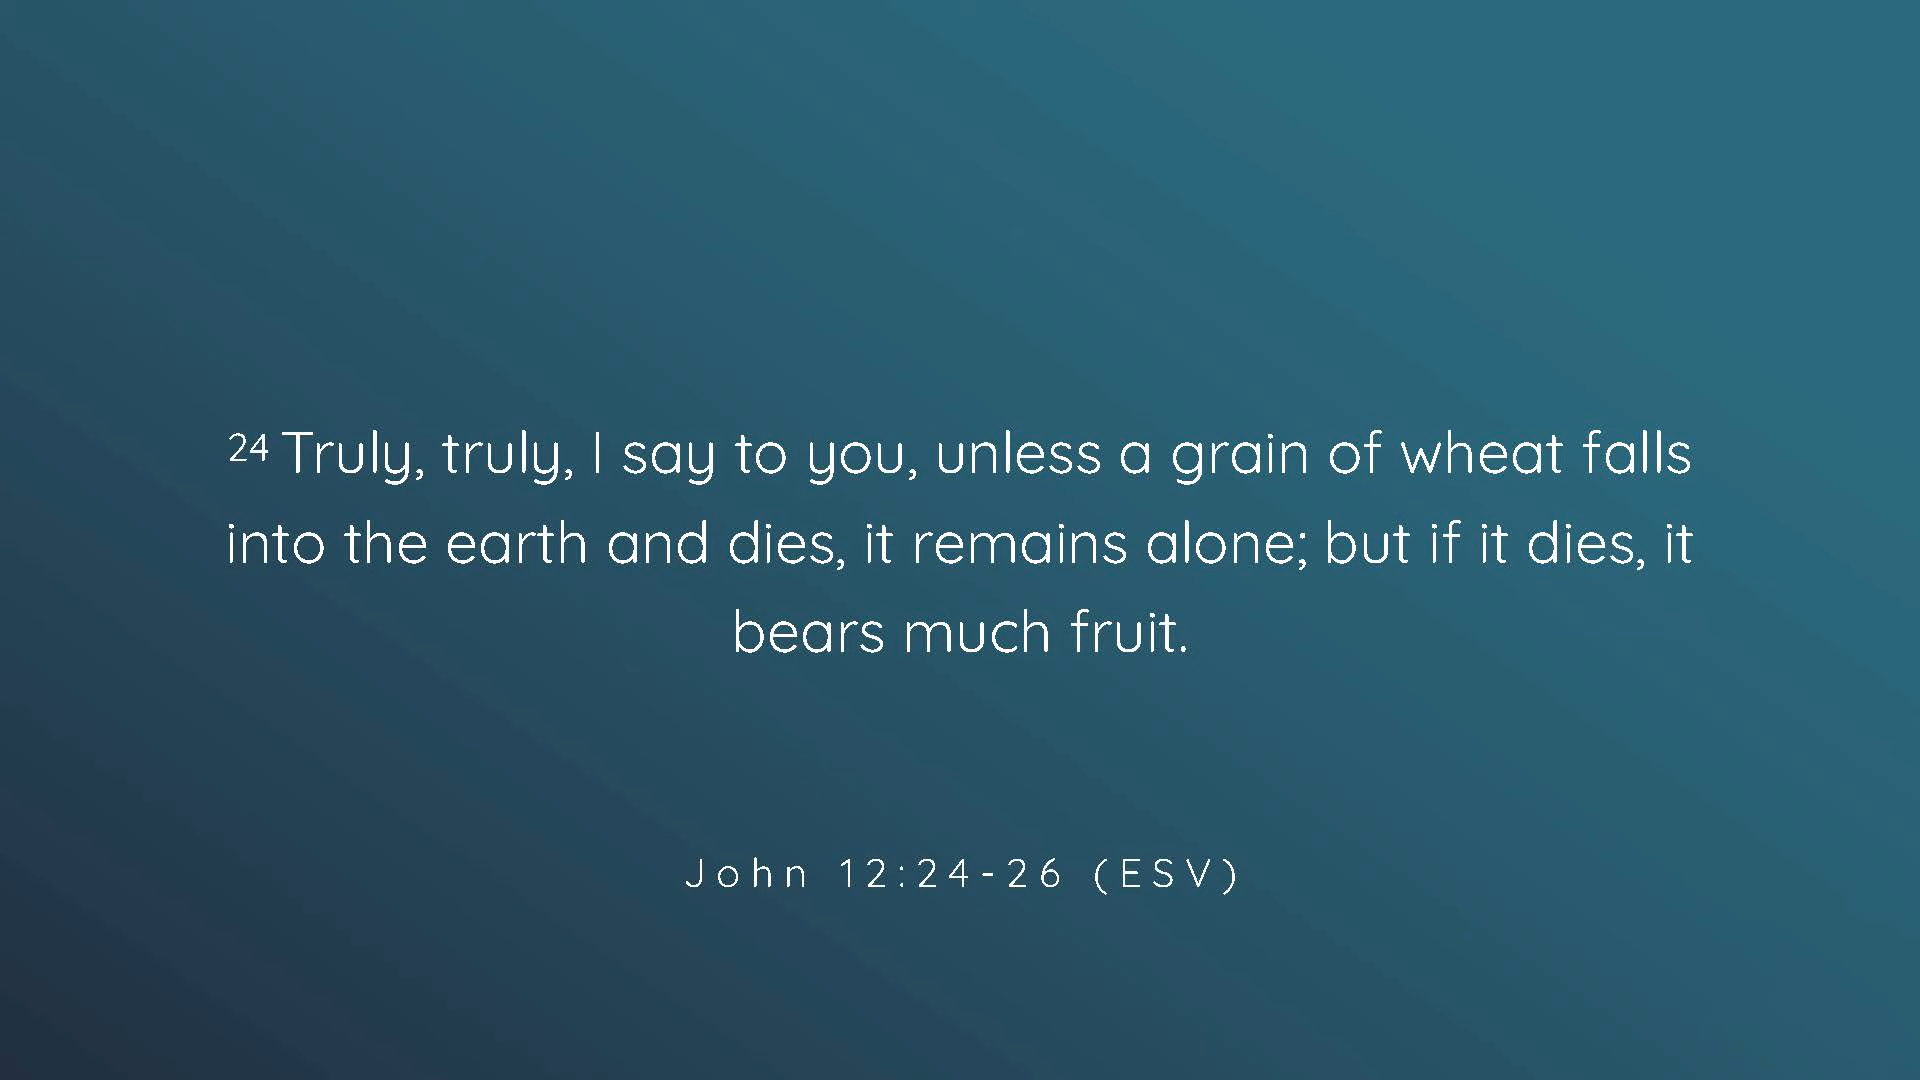 24 Truly, truly, I say to you, unless a grain of wheat falls
into the earth and dies, it remains alone; but if it dies, it
bears much fruit.
John 12:24-26 (ESV)